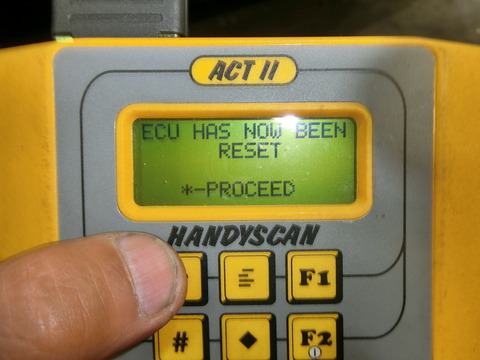 ACT II
ECU HAS NOW BEEN
RESET
*-PROCEED
HANDYSCAN
F1
#
F2